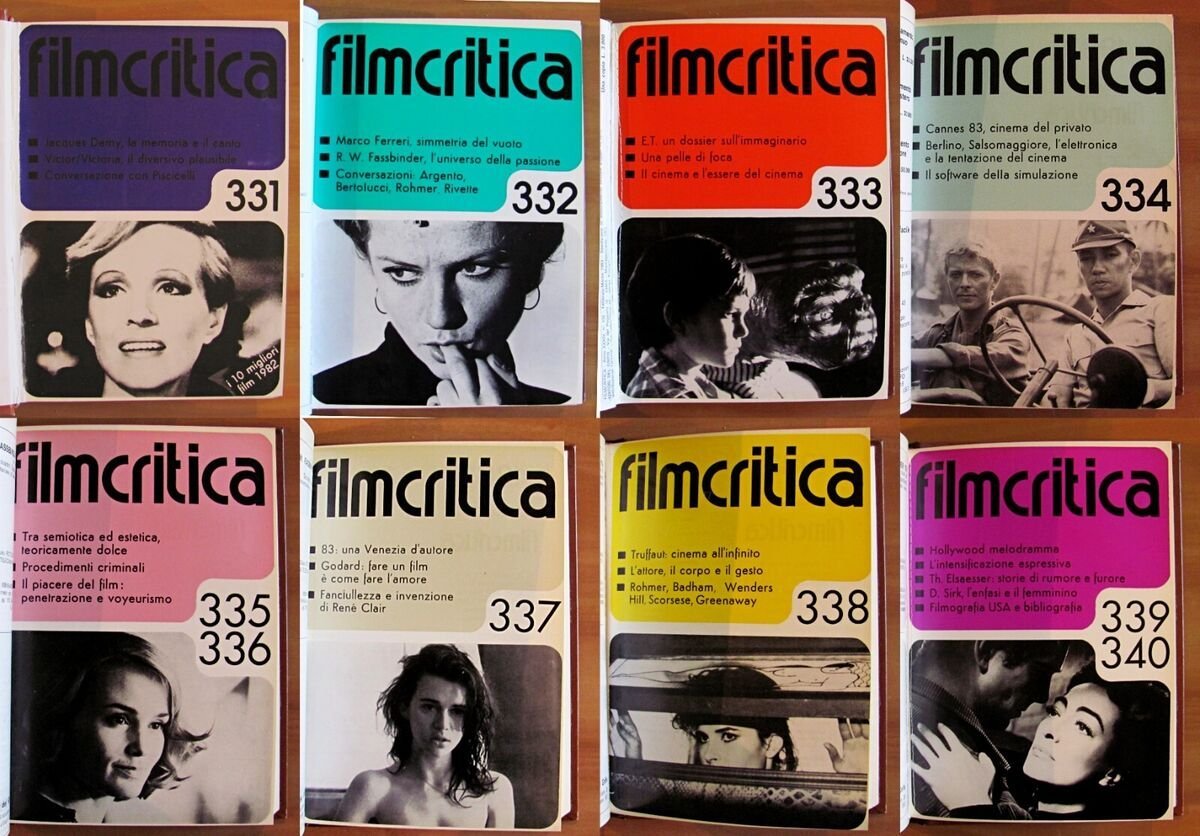 filmcritica
■ Jacques Demy, la memoria e il canto
■ Victor/Victoria, il diversivo plausibile
■ Conversazione con Piscicelli
331
i 10 migliori
film 1982
filmcritica
■ Marco Ferreri, simmetria del vuoto
■ R. W. Fassbinder, l'universo della passione
■ Conversazioni: Argento,
Bertolucci, Rohmer, Rivette
332
Una copia L. 3.000
filmcritica
■ E.T. un dossier sull'immaginario
■ Una pelle di foca
■ Il cinema e l'essere del cinema
333
filmcritica
■ Cannes 83, cinema del privato
■ Berlino, Salsomaggiore, l'elettronica
e la tentazione del cinema
■ Il software della simulazione
334
filmcritica
■ Tra semiotica ed estetica,
teoricamente dolce
■ Procedimenti criminali
■ Il piacere del film:
penetrazione e voyeurismo
335
336
filmcritica
■ 83: una Venezia d'autore
■ Godard: fare un film
è come fare l'amore
■ Fanciullezza e invenzione
di René Clair
337
filmcritica
■ Truffaut: cinema all'infinito
■ L'attore, il corpo e il gesto
■ Rohmer, Badham, Wenders
Hill, Scorsese, Greenaway
338
filmcritica
■ Hollywood melodramma
■ L'intensificazione espressiva
■ Th. Elsaesser: storie di rumore e furore
■ D. Sirk, l'enfasi e il femminino
■ Filmografia USA e bibliografia
339
340